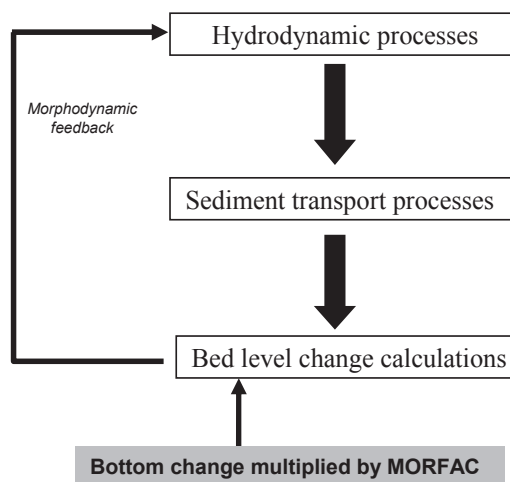 Hydrodynamic processes
Morphodynamic
feedback
Sediment transport processes
Bed level change calculations
Bottom change multiplied by MORFAC